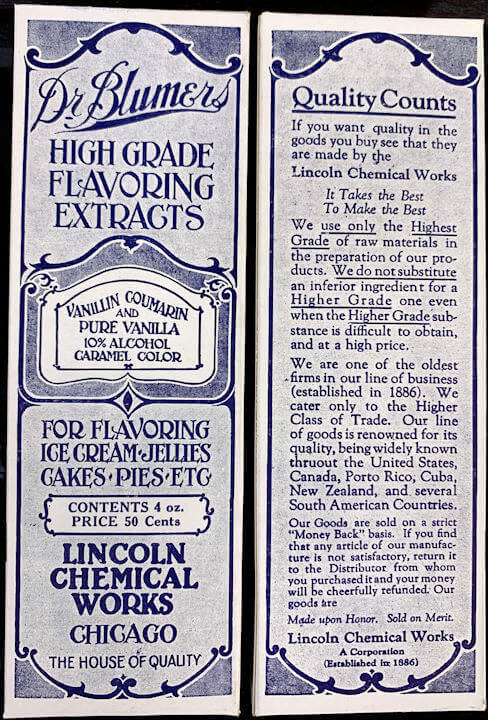 Dr. Blumers
HIGH GRADE
FLAVORING
EXTRACTS
VANILLIN COUMARIN
AND
PURE VANILLA
10% ALCOHOL
CARAMEL COLOR
FOR FLAVORING
ICE CREAM·JELLIES
CAKES·PIES·ETC
CONTENTS 4 oz.
PRICE 50 Cents
LINCOLN
CHEMICAL
WORKS
CHICAGO
THE HOUSE OF QUALITY
Quality Counts
If you want quality in the
goods you buy see that they
are made by the
Lincoln Chemical Works
It Takes the Best
To Make the Best
We use only the Highest
Grade of raw materials in
the preparation of our pro-
ducts. We do not substitute
an inferior ingredient for a
Higher Grade one even
when the Higher Grade sub-
stance is difficult to obtain,
and at a high price.
We are one of the oldest
firms in our line of business
(established in 1886). We
cater only to the Higher
Class of Trade. Our line
of goods is renowned for its
quality, being widely known
thruout the United States,
Canada, Porto Rico, Cuba,
New Zealand, and several
South American Countries.
Our Goods are sold on a strict
"Money Back" basis. If you find
that any article of our manufac-
ture is not satisfactory, return it
to the Distributor from whom
you purchased it and your money
will be cheerfully refunded. Our
goods are
Made upon Honor. Sold on Merit.
Lincoln Chemical Works
A Corporation
(Established in 1886)